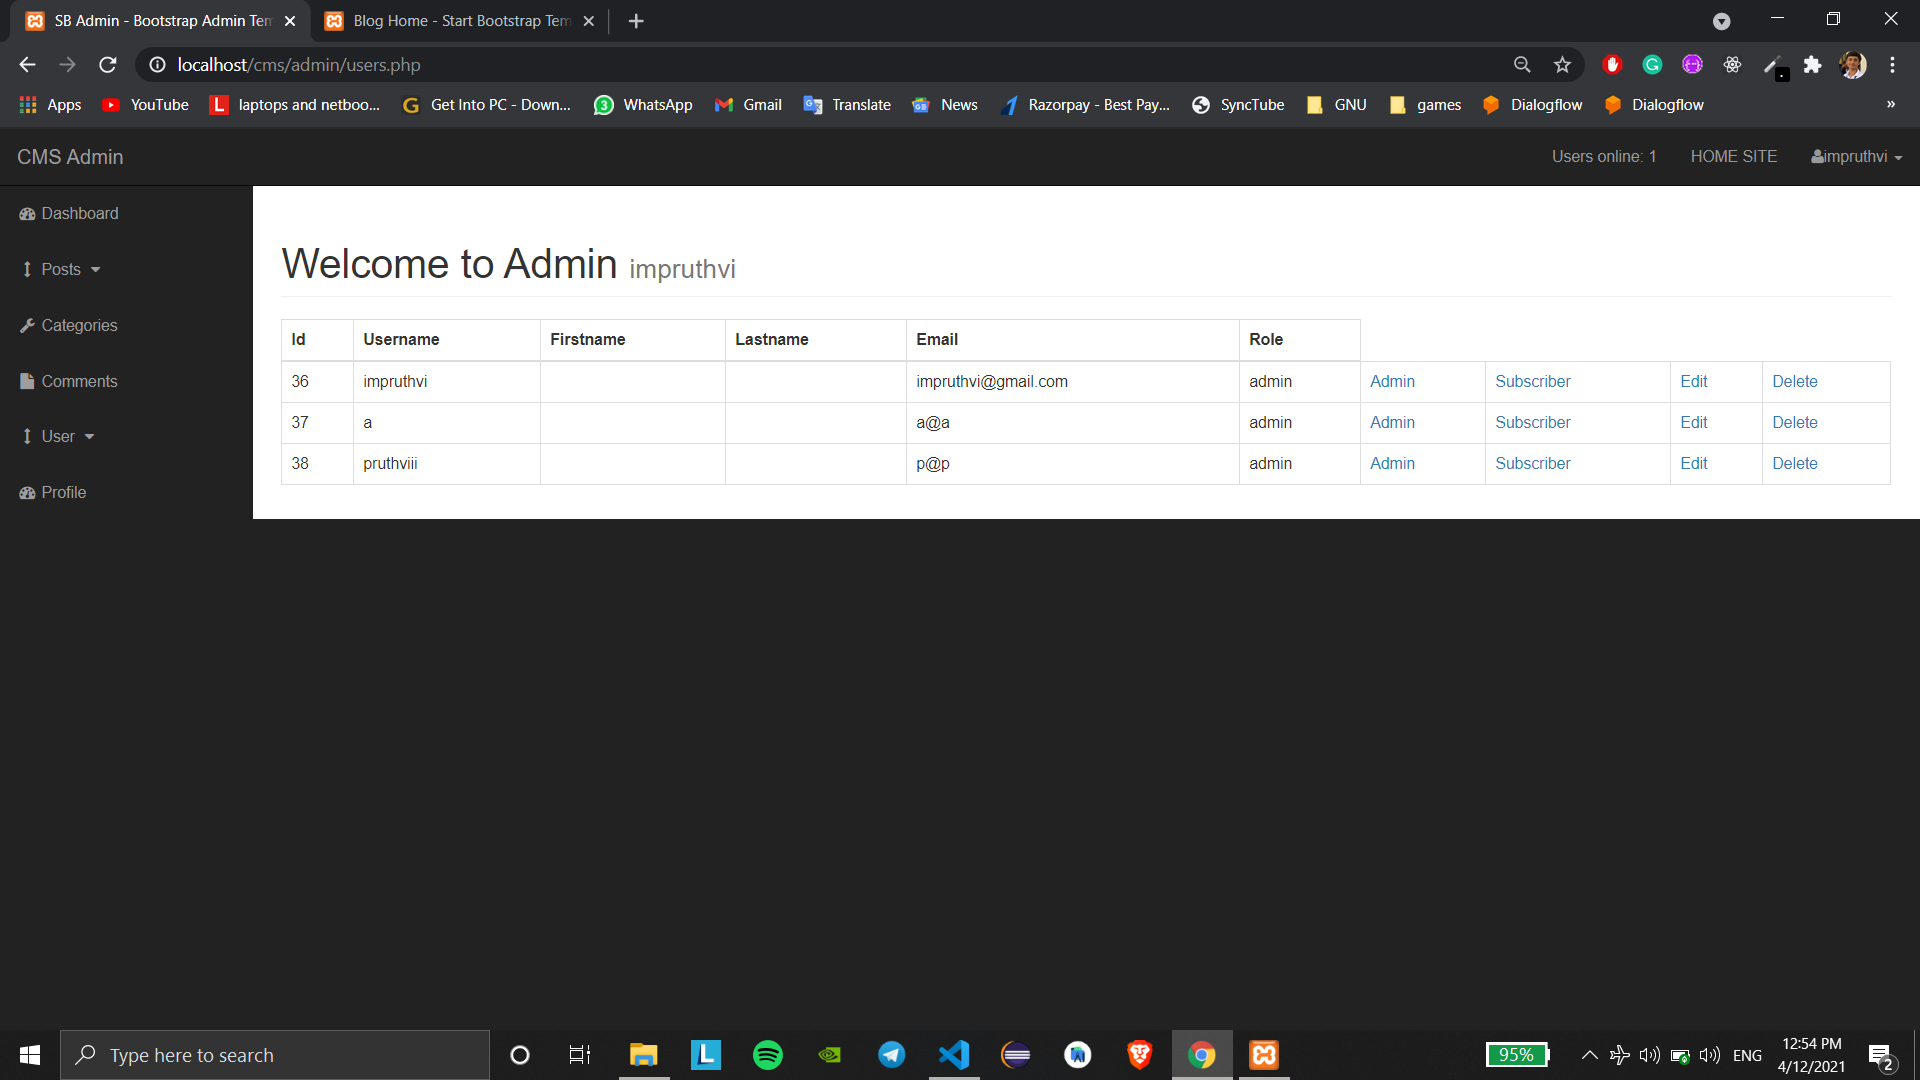 SB Admin - Bootstrap Admin Tem
Blog Home - Start Bootstrap Tem
localhost/cms/admin/users.php
Apps YouTube laptops and netboo... Get Into PC - Down... 3 WhatsApp Gmail Translate News Razorpay - Best Pay... SyncTube GNU games Dialogflow Dialogflow »
CMS Admin Users online: 1 HOME SITE impruthvi
Dashboard
Posts
Categories
Comments
User
Profile
Welcome to Admin impruthvi
Id Username Firstname Lastname Email Role
36 impruthvi impruthvi@gmail.com admin Admin Subscriber Edit Delete
37 a a@a admin Admin Subscriber Edit Delete
38 pruthviii p@p admin Admin Subscriber Edit Delete
Type here to search
95%
ENG
12:54 PM
4/12/2021
2